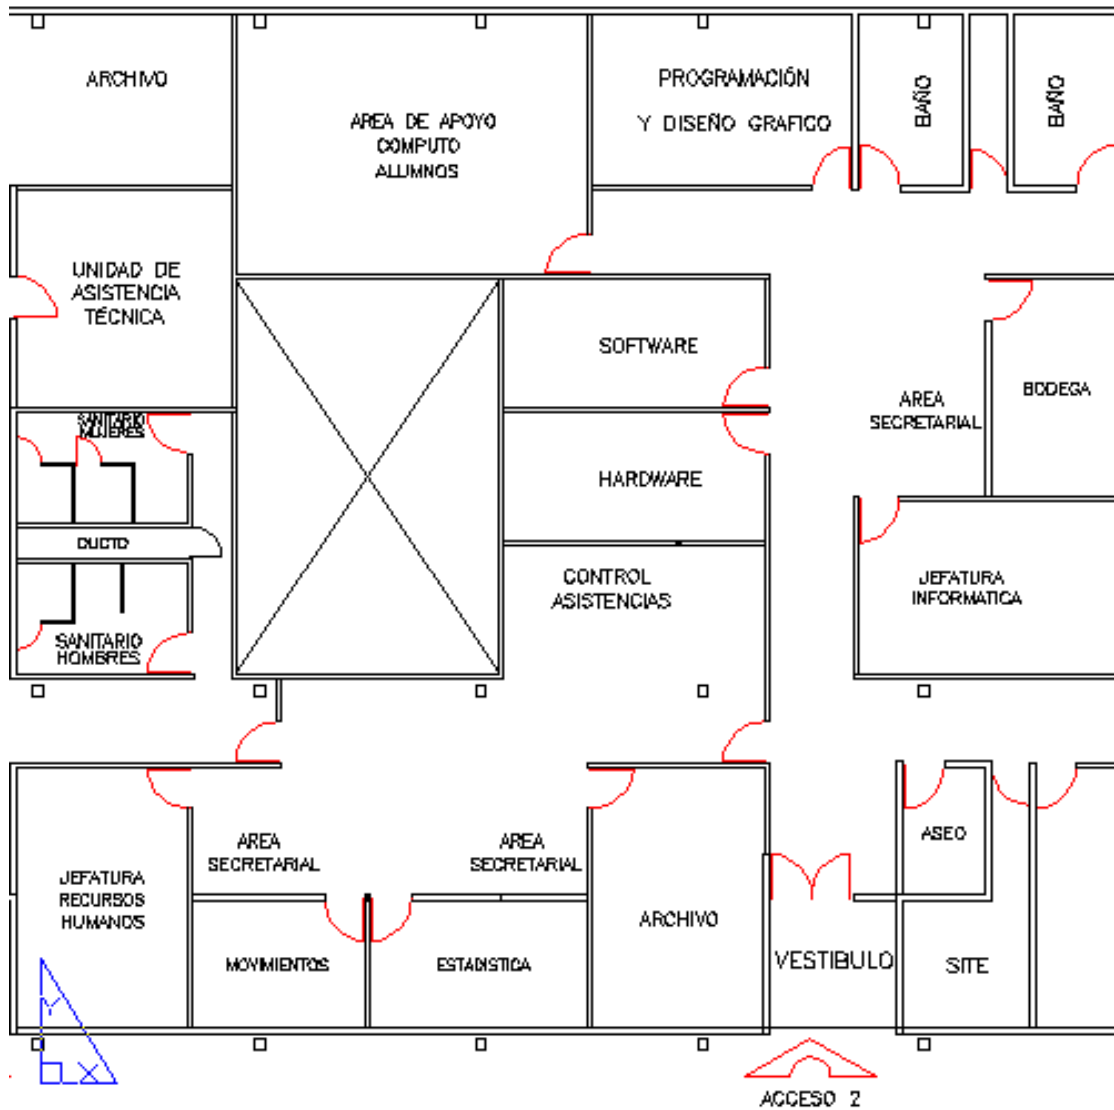 ARCHIVO
AREA DE APOYO
COMPUTO
ALUMNOS
PROGRAMACIÓN
Y DISEÑO GRAFICO
BAÑO
BAÑO
UNIDAD DE
ASISTENCIA
TÉCNICA
SOFTWARE
AREA
SECRETARIAL
BODEGA
SANITARIO
MUJERES
HARDWARE
DUCTO
CONTROL
ASISTENCIAS
JEFATURA
INFORMATICA
SANITARIO
HOMBRES
AREA
SECRETARIAL
AREA
SECRETARIAL
ASEO
JEFATURA
RECURSOS
HUMANOS
ARCHIVO
MOVIMIENTOS
ESTADISTICA
VESTIBULO
SITE
Y
X
ACCESO 2